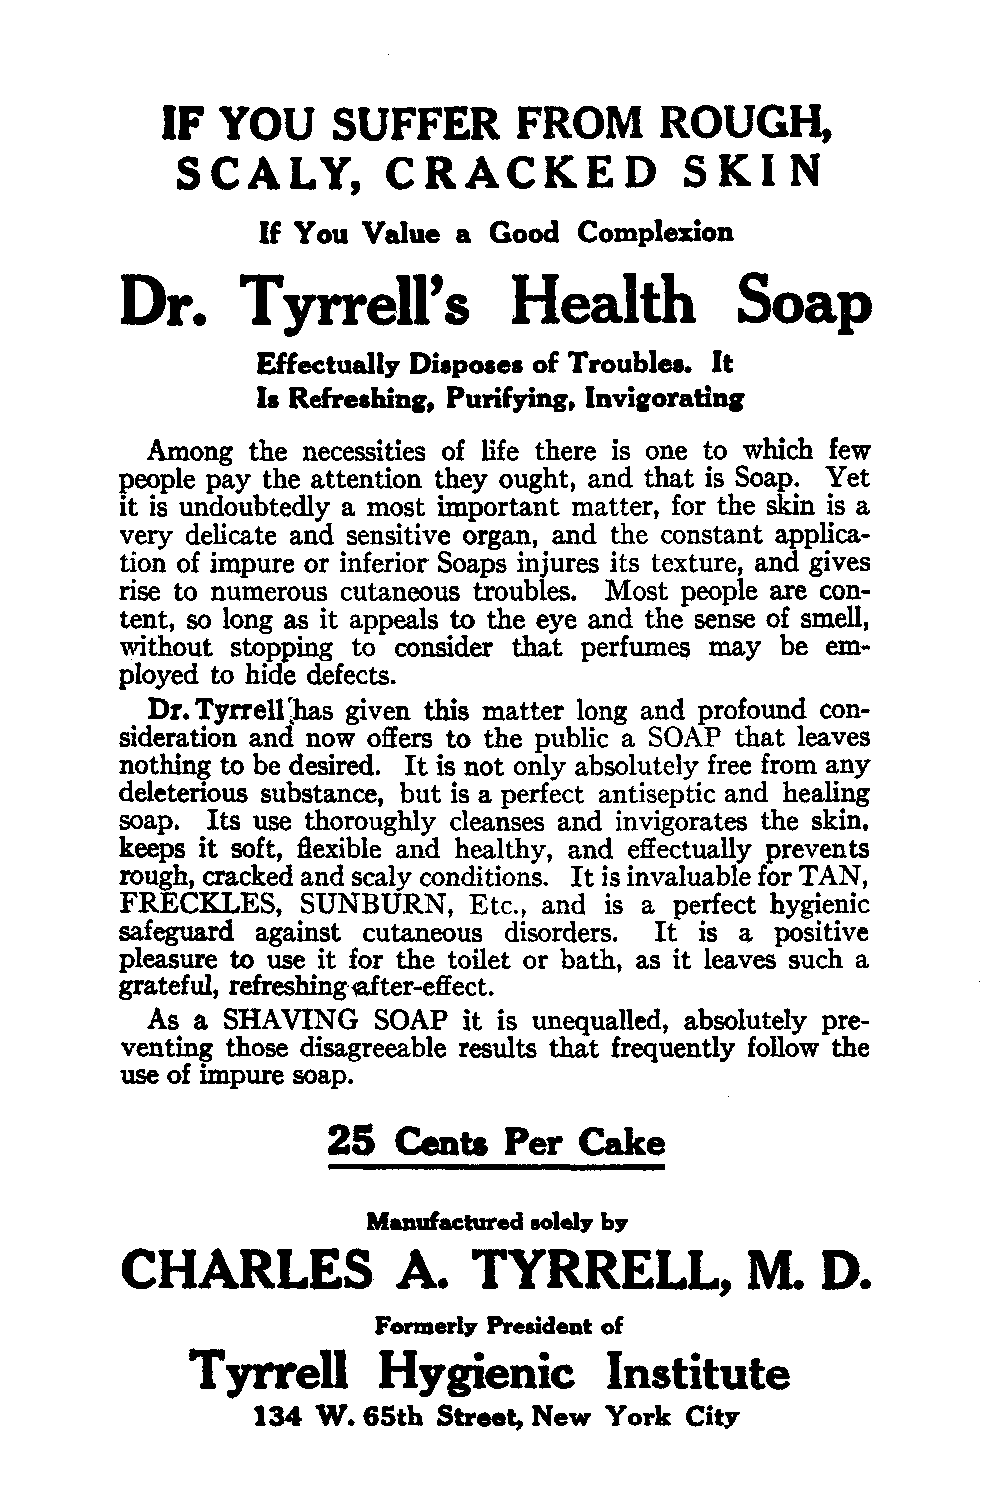 IF YOU SUFFER FROM ROUGH,
SCALY, CRACKED SKIN
If You Value a Good Complexion
Dr. Tyrrell's Health Soap
Effectually Disposes of Troubles. It
Is Refreshing, Purifying, Invigorating
Among the necessities of life there is one to which few
people pay the attention they ought, and that is Soap. Yet
it is undoubtedly a most important matter, for the skin is a
very delicate and sensitive organ, and the constant applica-
tion of impure or inferior Soaps injures its texture, and gives
rise to numerous cutaneous troubles. Most people are con-
tent, so long as it appeals to the eye and the sense of smell,
without stopping to consider that perfumes may be em-
ployed to hide defects.
Dr. Tyrrell has given this matter long and profound con-
sideration and now offers to the public a SOAP that leaves
nothing to be desired. It is not only absolutely free from any
deleterious substance, but is a perfect antiseptic and healing
soap. Its use thoroughly cleanses and invigorates the skin,
keeps it soft, flexible and healthy, and effectually prevents
rough, cracked and scaly conditions. It is invaluable for TAN,
FRECKLES, SUNBURN, Etc., and is a perfect hygienic
safeguard against cutaneous disorders. It is a positive
pleasure to use it for the toilet or bath, as it leaves such a
grateful, refreshing after-effect.
As a SHAVING SOAP it is unequalled, absolutely pre-
venting those disagreeable results that frequently follow the
use of impure soap.
25 Cents Per Cake
Manufactured solely by
CHARLES A. TYRRELL, M. D.
Formerly President of
Tyrrell Hygienic Institute
134 W. 65th Street, New York City